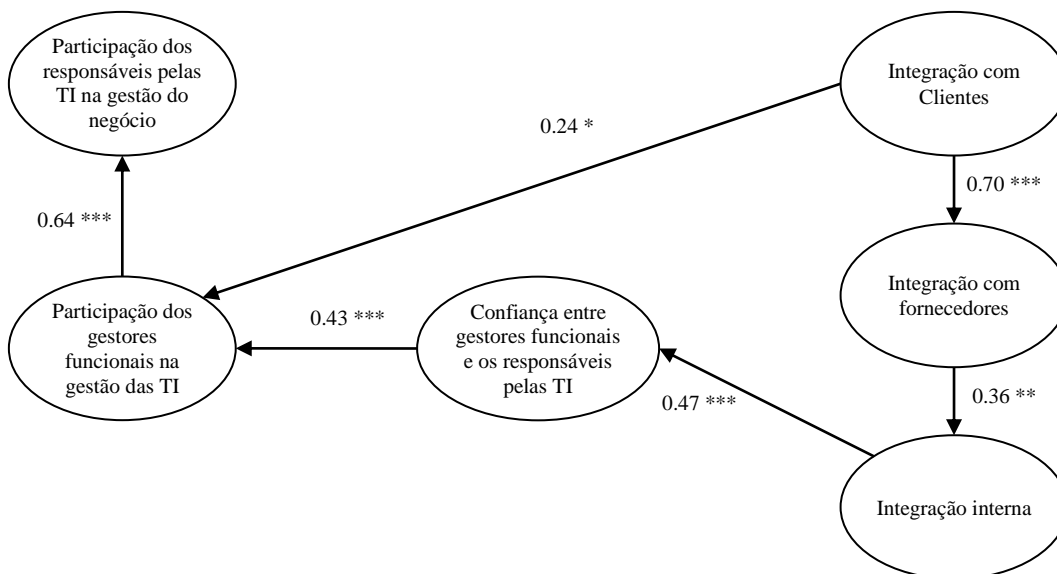 Participação dos
responsáveis pelas
TI na gestão do
negócio
Integração com
Clientes
0.24 *
0.70 ***
0.64 ***
Integração com
fornecedores
Participação dos
gestores
funcionais na
gestão das TI
0.43 ***
Confiança entre
gestores funcionais
e os responsáveis
pelas TI
0.47 ***
0.36 **
Integração interna